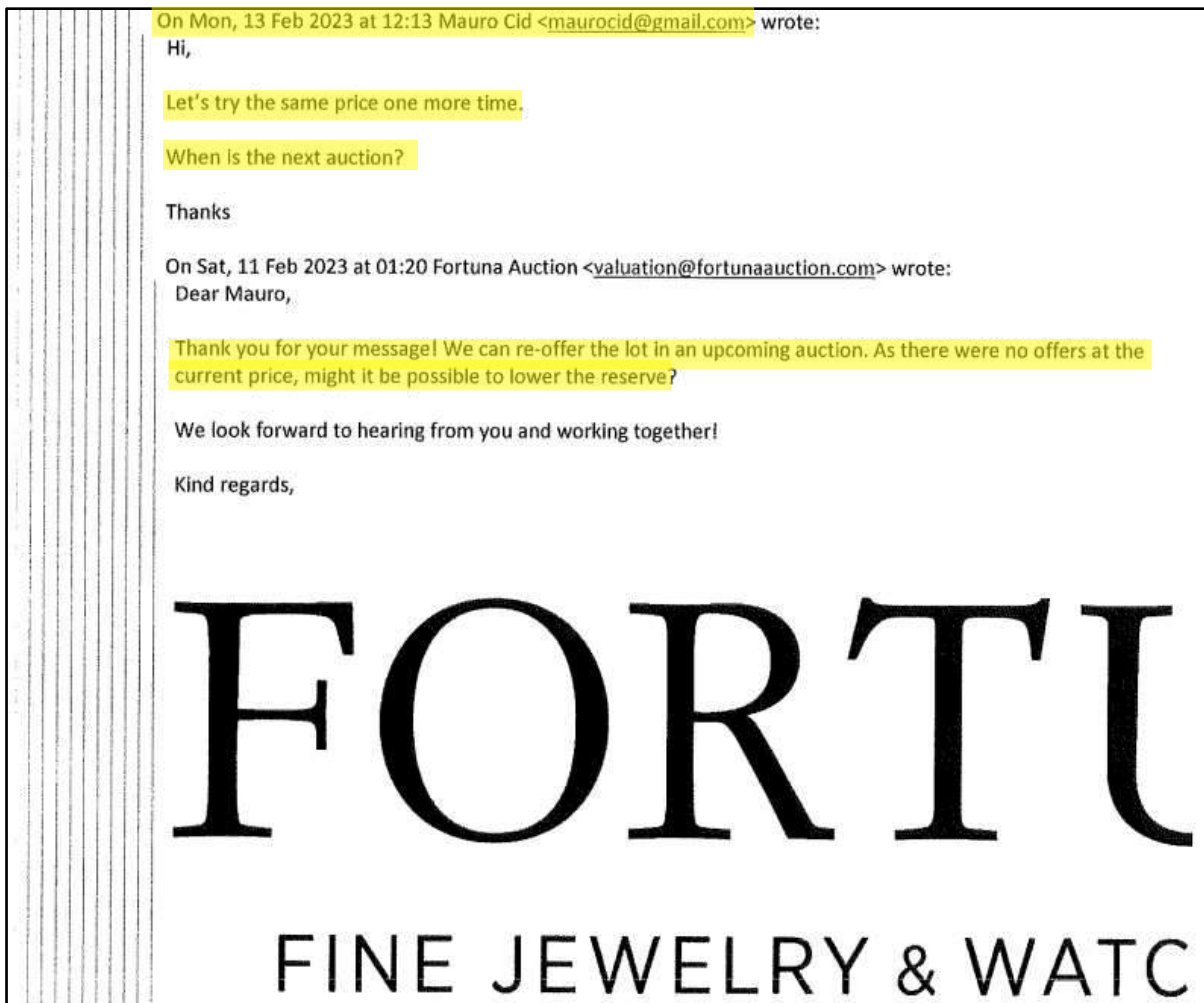 On Mon, 13 Feb 2023 at 12:13 Mauro Cid <maurocid@gmail.com> wrote:
Hi,
Let's try the same price one more time.
When is the next auction?
Thanks
On Sat, 11 Feb 2023 at 01:20 Fortuna Auction <valuation@fortunaauction.com> wrote:
Dear Mauro,
Thank you for your message! We can re-offer the lot in an upcoming auction. As there were no offers at the
current price, might it be possible to lower the reserve?
We look forward to hearing from you and working together!
Kind regards,
FORTU
FINE JEWELRY & WATC